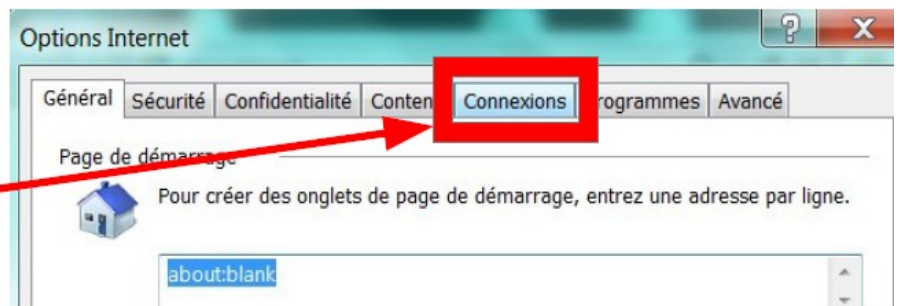 Options Internet
Général Sécurité Confidentialité Conten Connexions rogrammes Avancé
Page de démarrage
Pour créer des onglets de page de démarrage, entrez une adresse par ligne.
about:blank